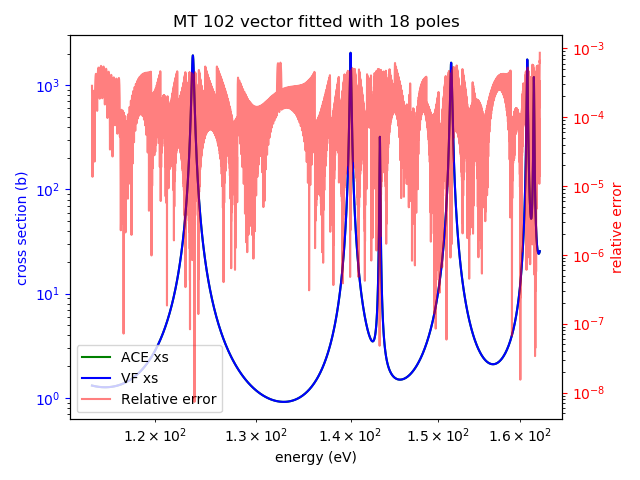 MT 102 vector fitted with 18 poles
cross section (b)
10³
10²
10¹
10⁰
10⁻³
10⁻⁴
10⁻⁵
10⁻⁶
10⁻⁷
10⁻⁸
relative error
ACE xs
VF xs
Relative error
1.2 × 10² 1.3 × 10² 1.4 × 10² 1.5 × 10² 1.6 × 10²
energy (eV)